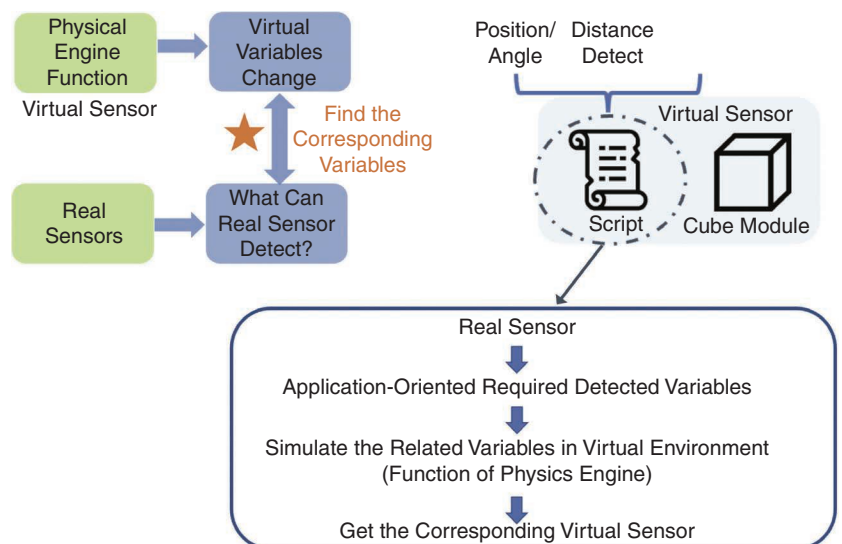 Physical
Engine
Function
Virtual Sensor
Virtual
Variables
Change
Find the
Corresponding
Variables
Real
Sensors
What Can
Real Sensor
Detect?
Position/
Angle
Distance
Detect
Virtual Sensor
Script
Cube Module
Real Sensor
Application-Oriented Required Detected Variables
Simulate the Related Variables in Virtual Environment
(Function of Physics Engine)
Get the Corresponding Virtual Sensor